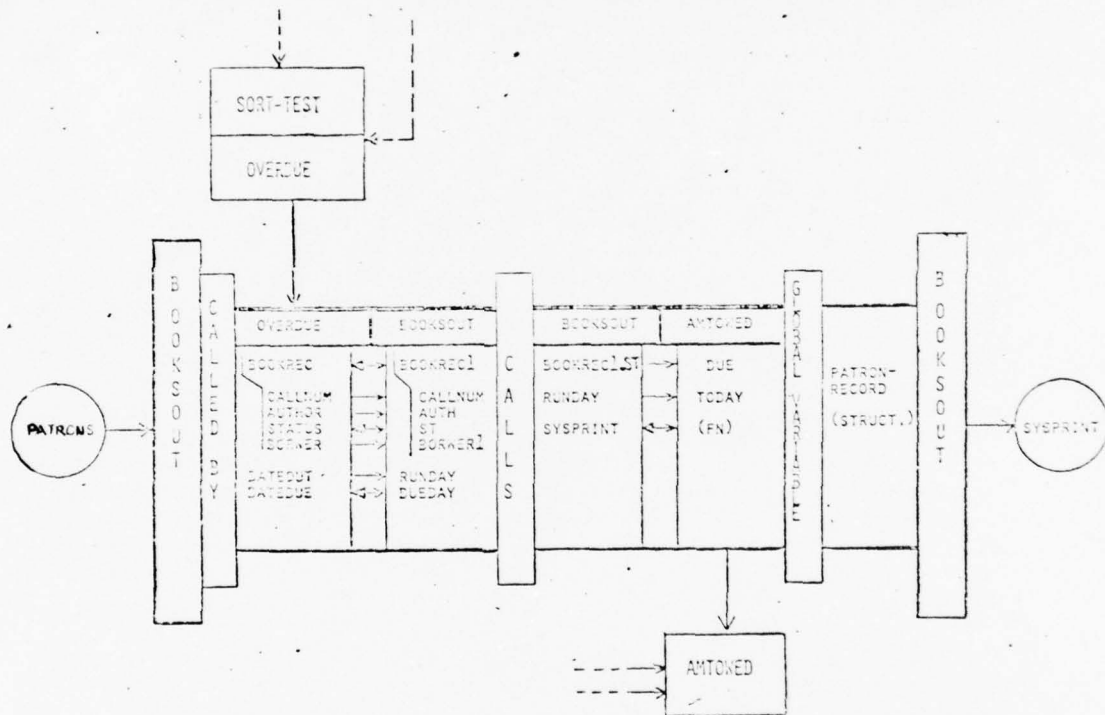 SORT-TEST
OVERDUE
PATRONS
BOOKSOUT
CALLED BY
OVERDUE
BOOKSOUT
BOOKREC
BOOKREC1
CALLNUM
CALLNUM
AUTHOR
AUTH
STATUS
ST
BORWER
BORWER1
DATEOUT
RUNDAY
DATEDUE
DUEDAY
CALLS
BOOKSOUT
AMTOWED
BOOKREC1.ST
DUE
RUNDAY
TODAY
SYSPRINT
(FN)
GLOBAL VARIABLE
PATRON-
RECORD
(STRUCT.)
BOOKSOUT
SYSPRINT
AMTOWED